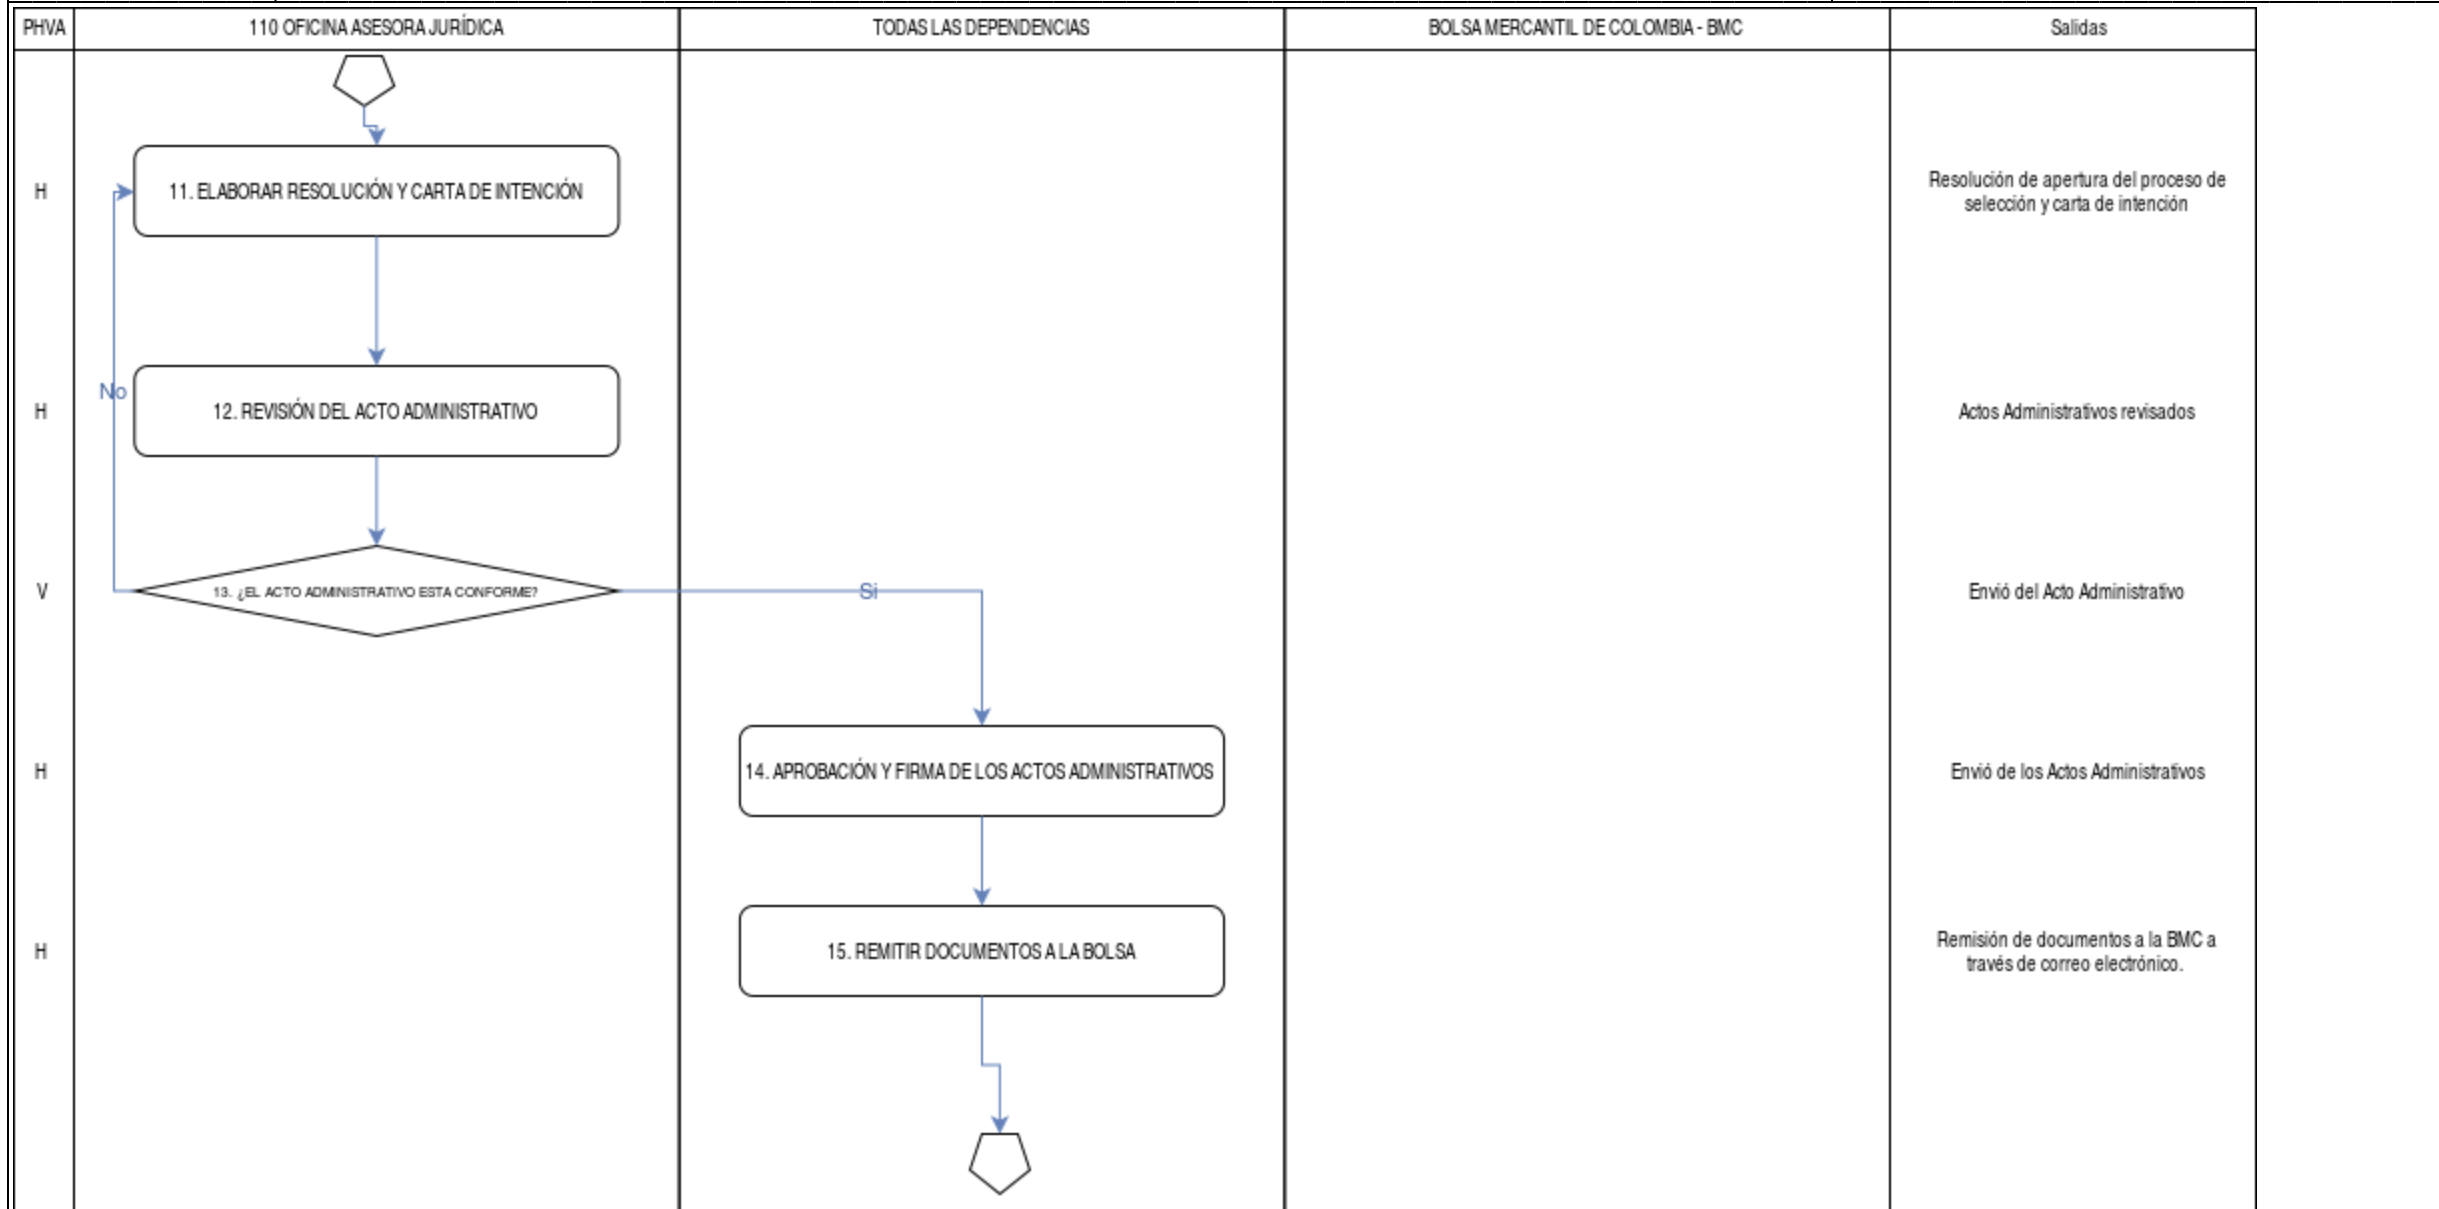 PHVA
110 OFICINA ASESORA JURÍDICA
TODAS LAS DEPENDENCIAS
BOLSA MERCANTIL DE COLOMBIA - BMC
Salidas
H
11. ELABORAR RESOLUCIÓN Y CARTA DE INTENCIÓN
Resolución de apertura del proceso de
selección y carta de intención
No
H
12. REVISIÓN DEL ACTO ADMINISTRATIVO
Actos Administrativos revisados
V
13. ¿EL ACTO ADMINISTRATIVO ESTA CONFORME?
Si
Envió del Acto Administrativo
H
14. APROBACIÓN Y FIRMA DE LOS ACTOS ADMINISTRATIVOS
Envió de los Actos Administrativos
H
15. REMITIR DOCUMENTOS A LA BOLSA
Remisión de documentos a la BMC a
través de correo electrónico.